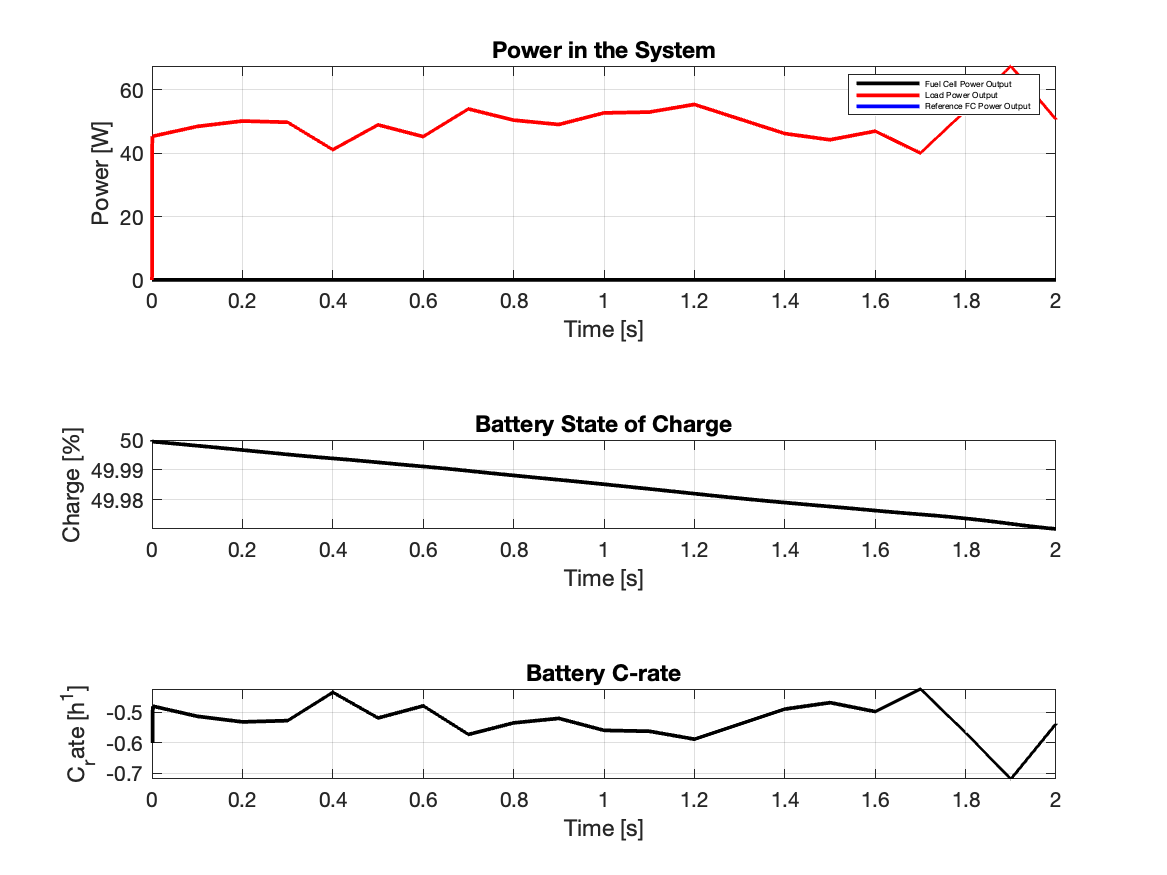 Power in the System
Fuel Cell Power Output
Load Power Output
Reference FC Power Output
Power [W]
60
40
20
0
0 0.2 0.4 0.6 0.8 1 1.2 1.4 1.6 1.8 2
Time [s]
Battery State of Charge
Charge [%]
50
49.99
49.98
0 0.2 0.4 0.6 0.8 1 1.2 1.4 1.6 1.8 2
Time [s]
Battery C-rate
C_rate [h^1]
-0.5
-0.6
-0.7
0 0.2 0.4 0.6 0.8 1 1.2 1.4 1.6 1.8 2
Time [s]